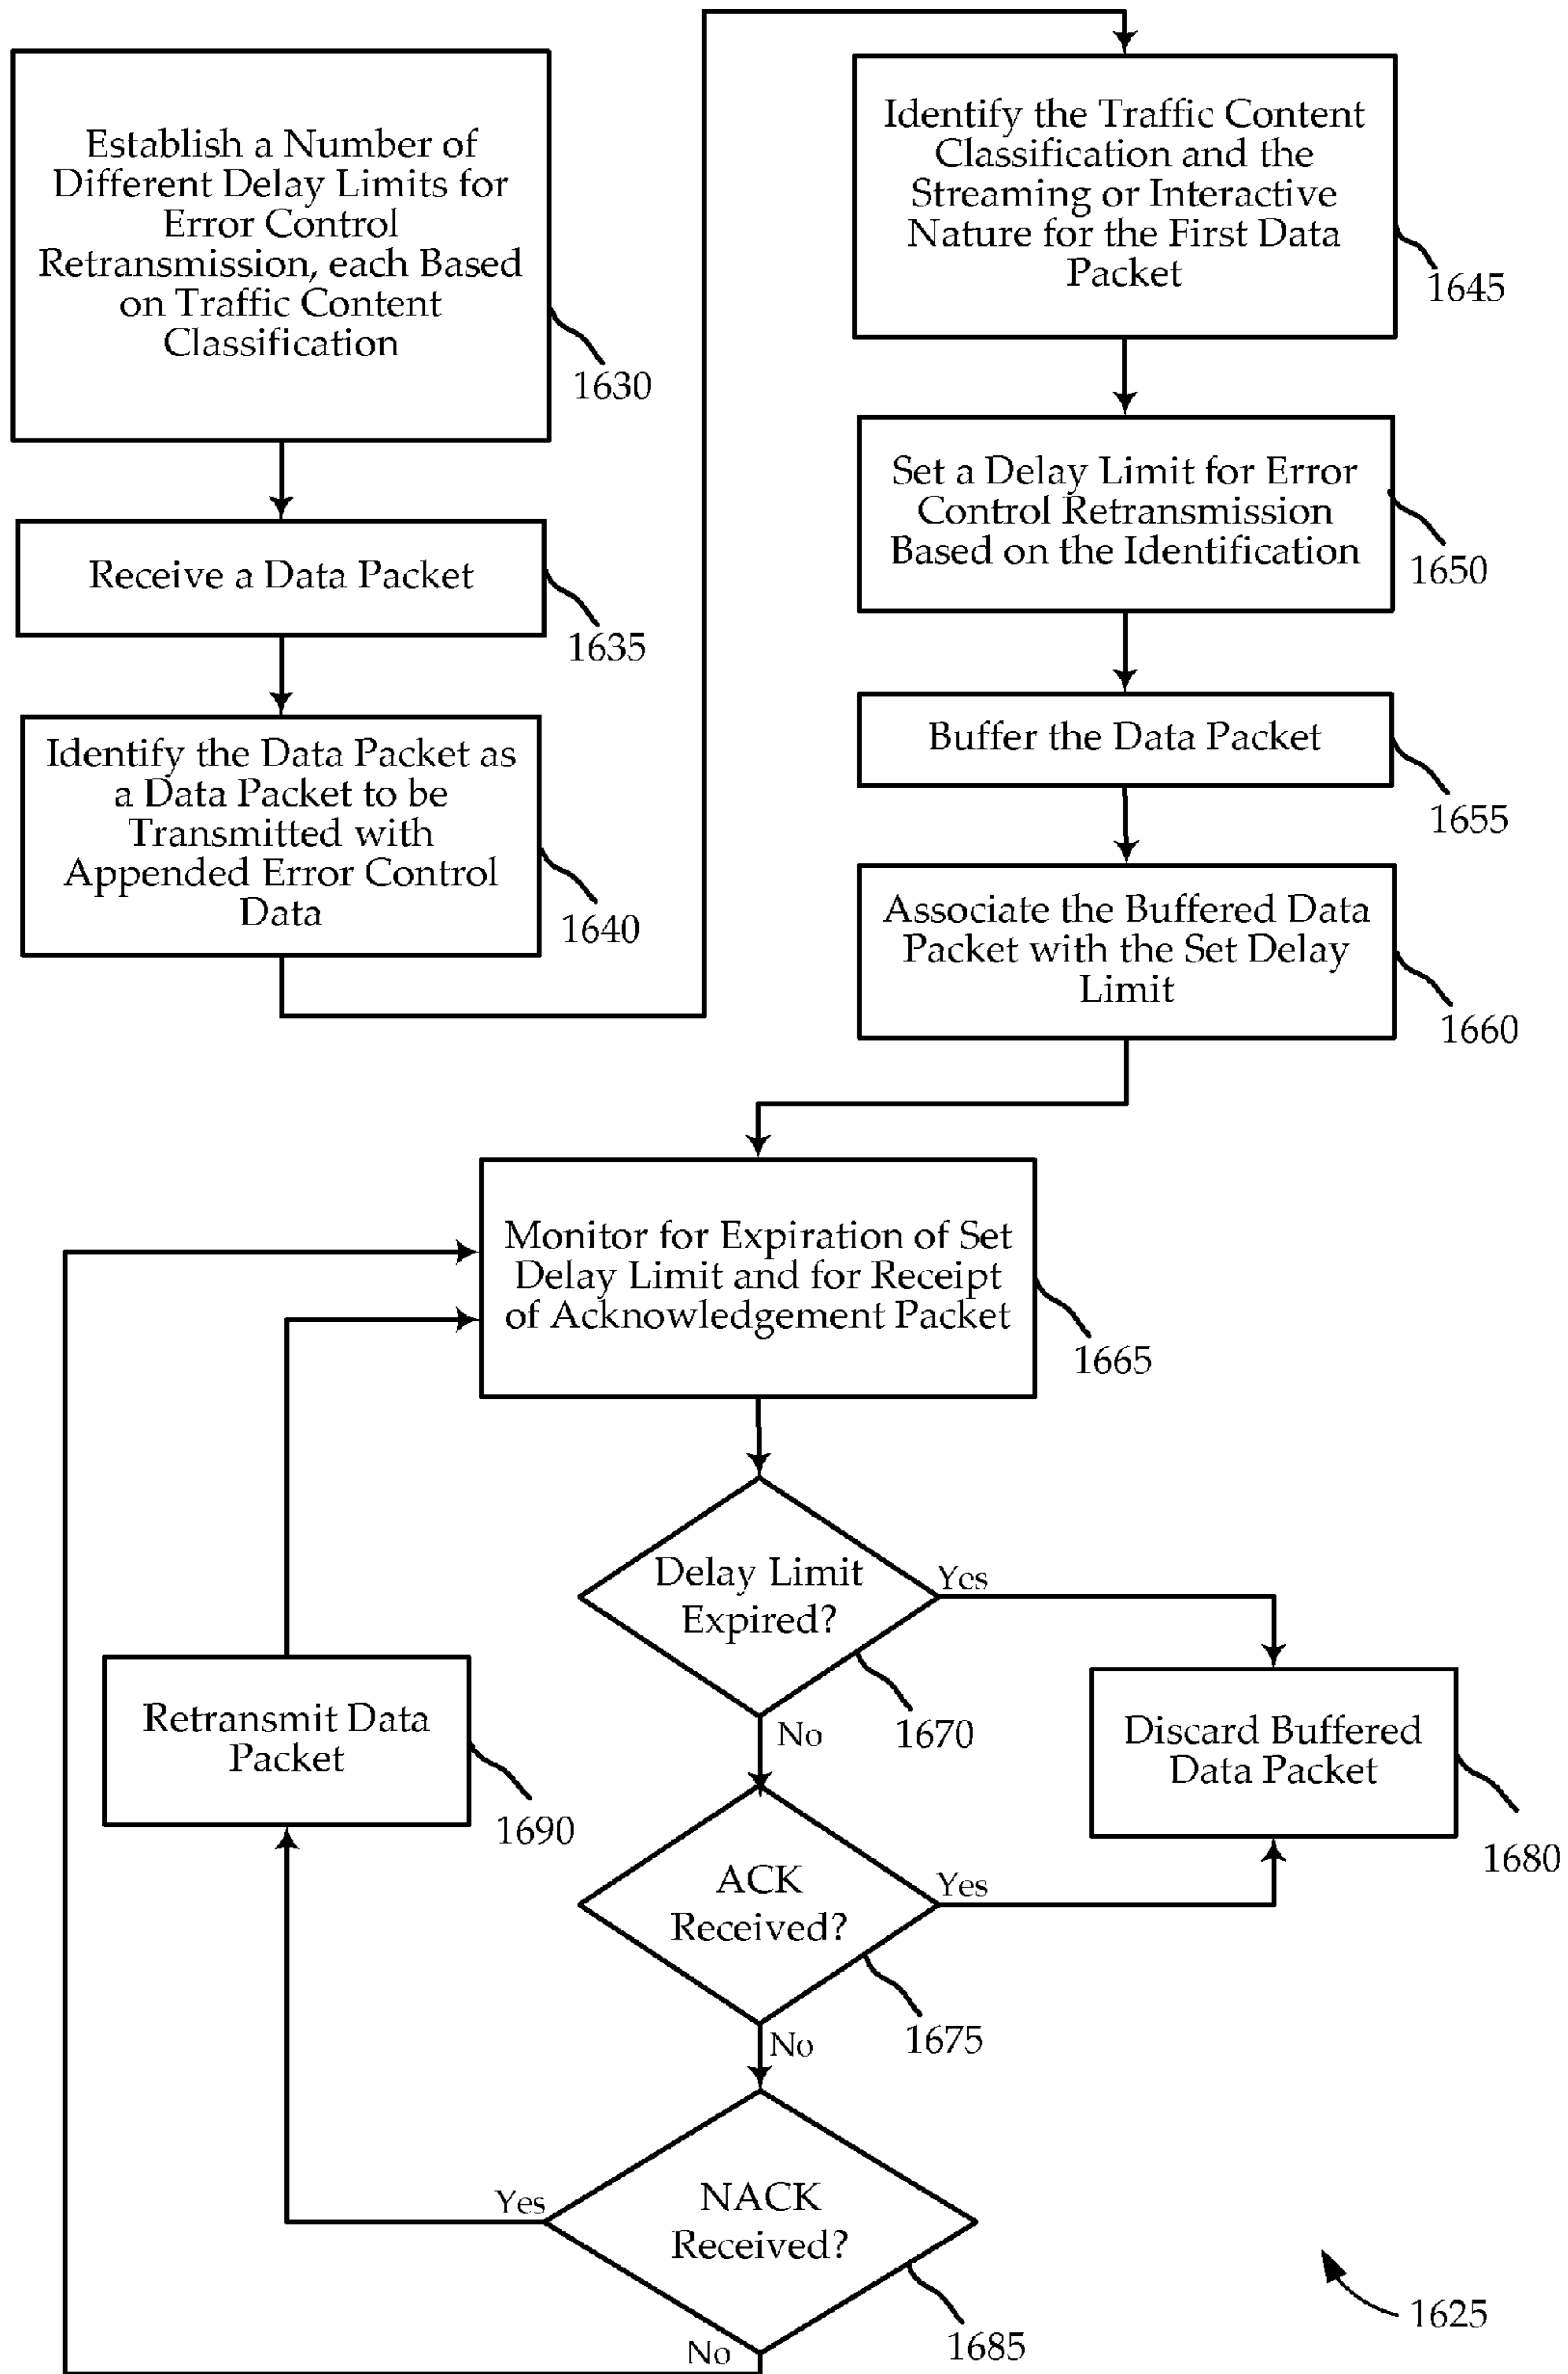 Establish a Number of
Different Delay Limits for
Error Control
Retransmission, each Based
on Traffic Content
Classification
1630
Receive a Data Packet
1635
Identify the Data Packet as
a Data Packet to be
Transmitted with
Appended Error Control
Data
1640
Identify the Traffic Content
Classification and the
Streaming or Interactive
Nature for the First Data
Packet
1645
Set a Delay Limit for Error
Control Retransmission
Based on the Identification
1650
Buffer the Data Packet
1655
Associate the Buffered Data
Packet with the Set Delay
Limit
1660
Monitor for Expiration of Set
Delay Limit and for Receipt
of Acknowledgement Packet
1665
Delay Limit
Expired?
Yes
No
1670
Discard Buffered
Data Packet
1680
Retransmit Data
Packet
1690
ACK
Received?
Yes
No
1675
NACK
Received?
Yes
No
1685
1625